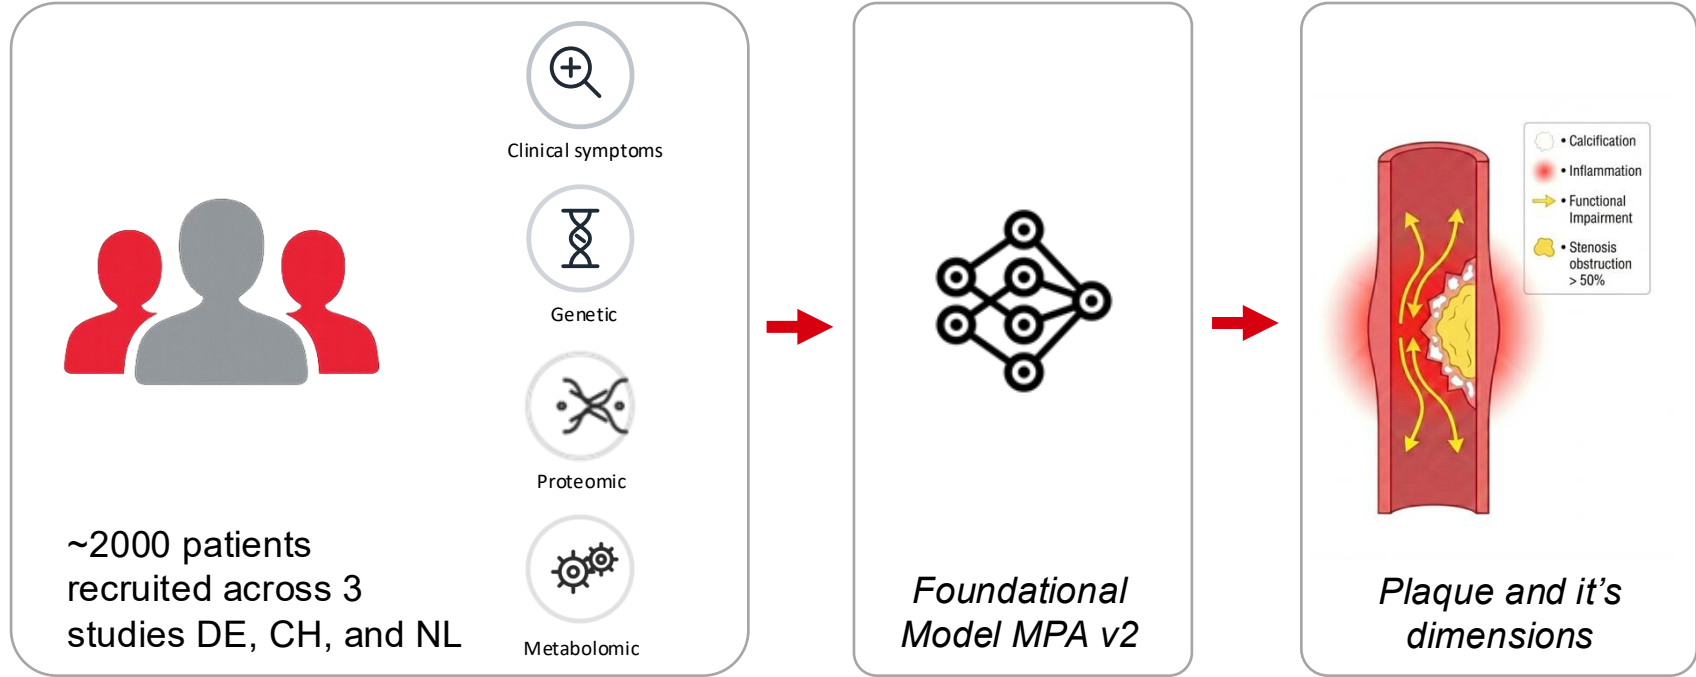 Clinical symptoms
Genetic
Proteomic
Metabolomic
~2000 patients
recruited across 3
studies DE, CH, and NL
Foundational
Model MPA v2
• Calcification
• Inflammation
• Functional
Impairment
• Stenosis
obstruction
> 50%
Plaque and it’s
dimensions